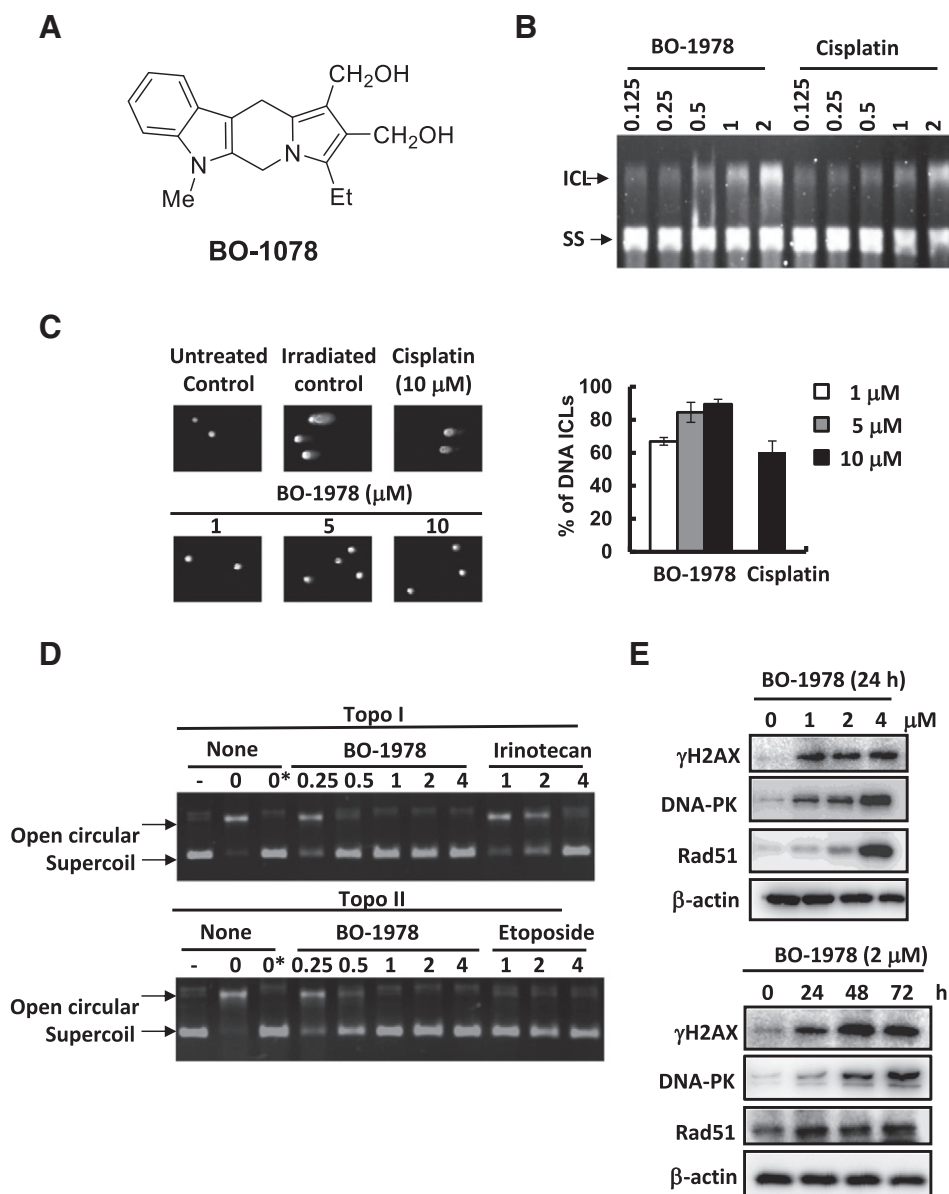 A
CH2OH
CH2OH
N
N
Me
Et
BO-1078
B
BO-1978 Cisplatin
0.125 0.25 0.5 1 2 0.125 0.25 0.5 1 2
ICL
SS
C
Untreated Control
Irradiated control
Cisplatin (10 μM)
BO-1978 (μM)
1 5 10
% of DNA ICLs
100
80
60
40
20
0
BO-1978 Cisplatin
1 μM
5 μM
10 μM
D
Topo I
None BO-1978 Irinotecan
- 0 0* 0.25 0.5 1 2 4 1 2 4
Open circular
Supercoil
Topo II
None BO-1978 Etoposide
- 0 0* 0.25 0.5 1 2 4 1 2 4
Open circular
Supercoil
E
BO-1978 (24 h)
0 1 2 4 μM
γH2AX
DNA-PK
Rad51
β-actin
BO-1978 (2 μM)
0 24 48 72 h
γH2AX
DNA-PK
Rad51
β-actin